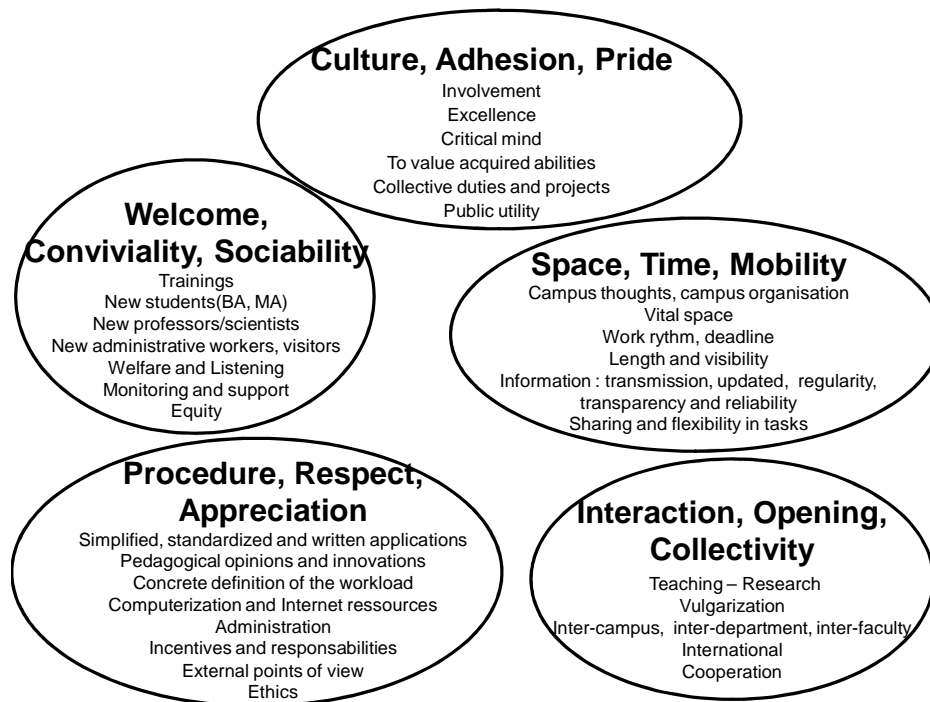 Culture, Adhesion, Pride
Involvement
Excellence
Critical mind
To value acquired abilities
Collective duties and projects
Public utility
Welcome,
Conviviality, Sociability
Trainings
New students(BA, MA)
New professors/scientists
New administrative workers, visitors
Welfare and Listening
Monitoring and support
Equity
Space, Time, Mobility
Campus thoughts, campus organisation
Vital space
Work rythm, deadline
Length and visibility
Information : transmission, updated, regularity,
transparency and reliability
Sharing and flexibility in tasks
Procedure, Respect,
Appreciation
Simplified, standardized and written applications
Pedagogical opinions and innovations
Concrete definition of the workload
Computerization and Internet ressources
Administration
Incentives and responsabilities
External points of view
Ethics
Interaction, Opening,
Collectivity
Teaching – Research
Vulgarization
Inter-campus, inter-department, inter-faculty
International
Cooperation